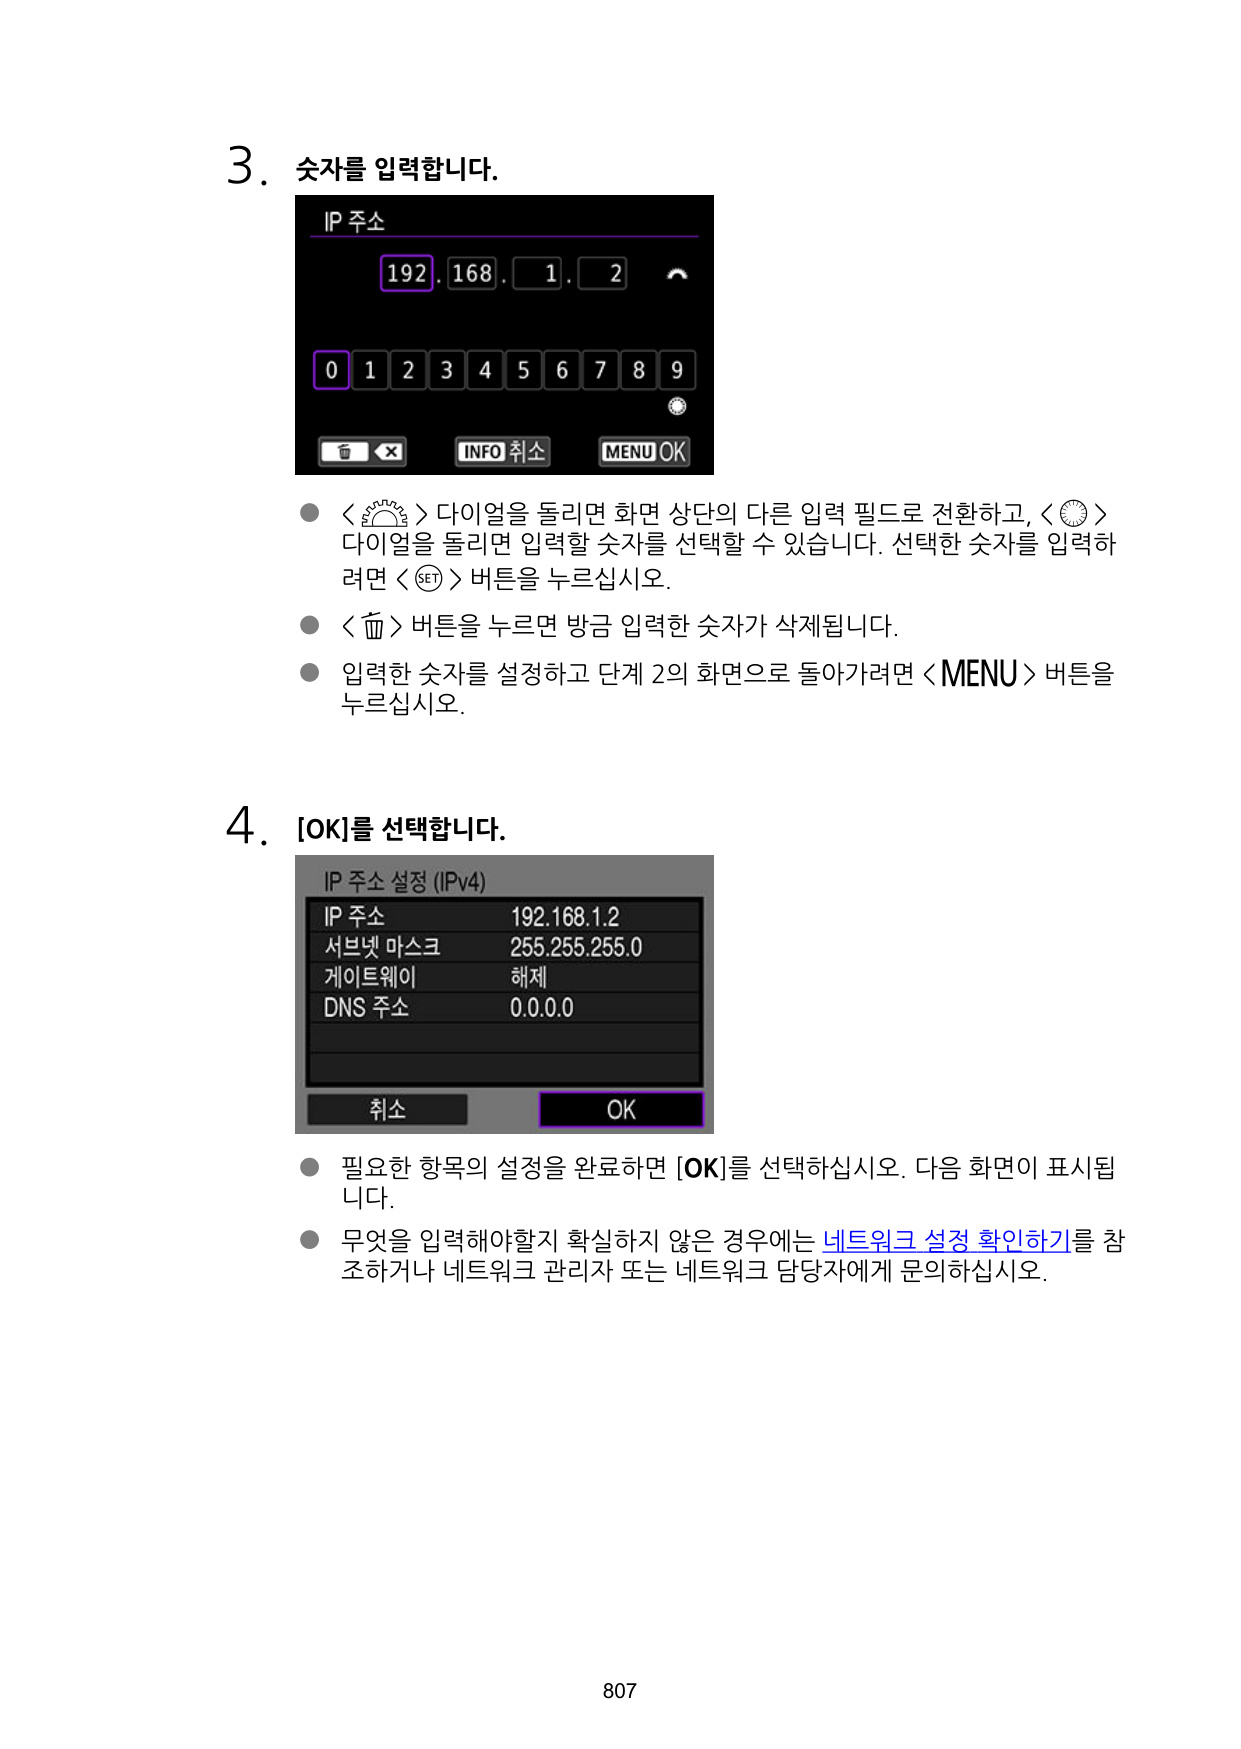 3. 숫자를 입력합니다.
IP 주소
192 . 168 . 1 . 2
0 1 2 3 4 5 6 7 8 9
INFO 취소 MENU OK
< > 다이얼을 돌리면 화면 상단의 다른 입력 필드로 전환하고, < >
다이얼을 돌리면 입력할 숫자를 선택할 수 있습니다. 선택한 숫자를 입력하
려면 < SET > 버튼을 누르십시오.
< > 버튼을 누르면 방금 입력한 숫자가 삭제됩니다.
입력한 숫자를 설정하고 단계 2의 화면으로 돌아가려면 < MENU > 버튼을
누르십시오.
4. [OK]를 선택합니다.
IP 주소 설정 (IPv4)
IP 주소 192.168.1.2
서브넷 마스크 255.255.255.0
게이트웨이 해제
DNS 주소 0.0.0.0
취소 OK
필요한 항목의 설정을 완료하면 [OK]를 선택하십시오. 다음 화면이 표시됩
니다.
무엇을 입력해야할지 확실하지 않은 경우에는 네트워크 설정 확인하기를 참
조하거나 네트워크 관리자 또는 네트워크 담당자에게 문의하십시오.
807